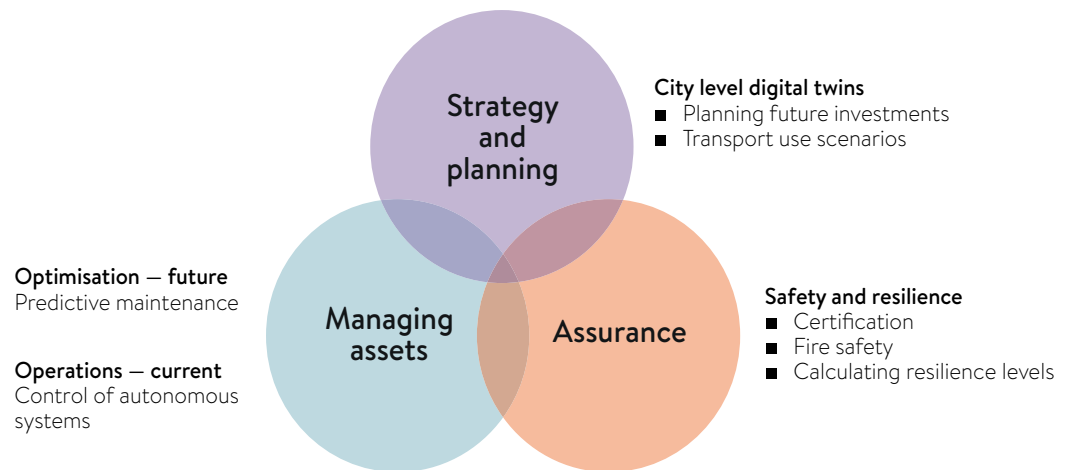 Strategy
and
planning
City level digital twins
■ Planning future investments
■ Transport use scenarios
Optimisation — future
Predictive maintenance
Operations — current
Control of autonomous
systems
Managing
assets
Assurance
Safety and resilience
■ Certification
■ Fire safety
■ Calculating resilience levels